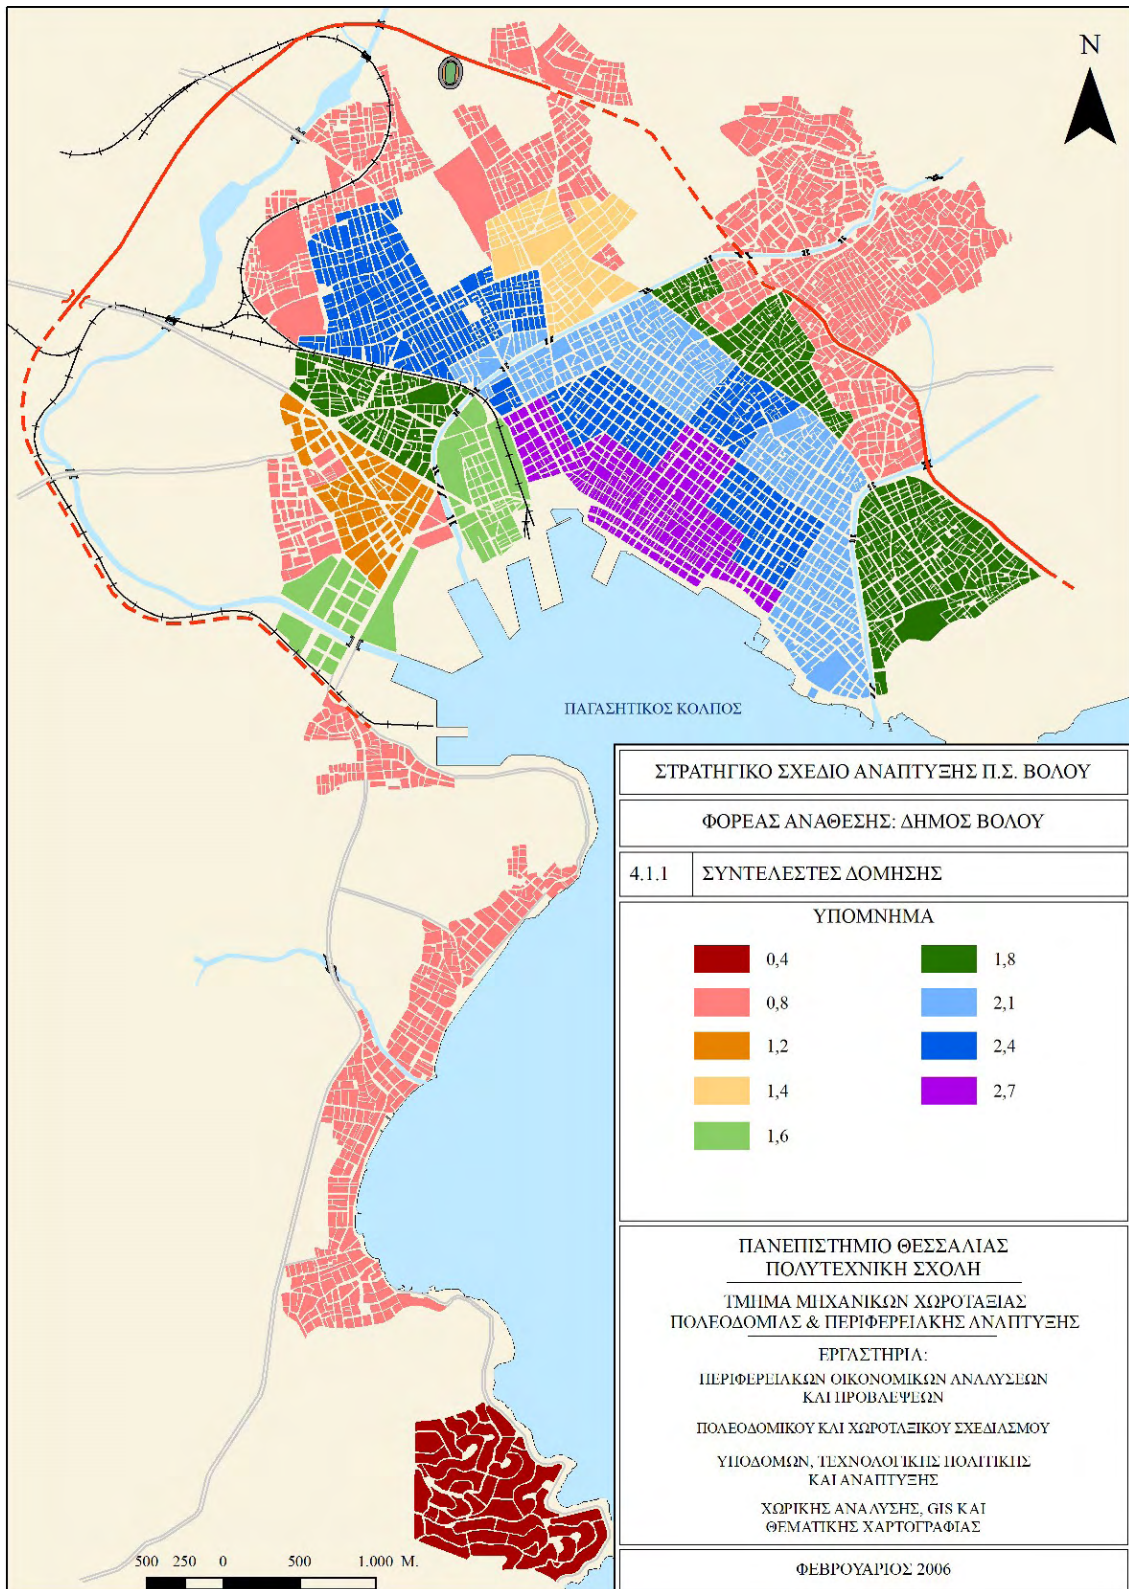 N
ΠΑΓΑΣΗΤΙΚΟΣ ΚΟΛΠΟΣ
ΣΤΡΑΤΗΓΙΚΟ ΣΧΕΔΙΟ ΑΝΑΠΤΥΞΗΣ Π.Σ. ΒΟΛΟΥ
ΦΟΡΕΑΣ ΑΝΑΘΕΣΗΣ: ΔΗΜΟΣ ΒΟΛΟΥ
4.1.1 ΣΥΝΤΕΛΕΣΤΕΣ ΔΟΜΗΣΗΣ
ΥΠΟΜΝΗΜΑ
0,4 1,8
0,8 2,1
1,2 2,4
1,4 2,7
1,6
ΠΑΝΕΠΙΣΤΗΜΙΟ ΘΕΣΣΑΛΙΑΣ
ΠΟΛΥΤΕΧΝΙΚΗ ΣΧΟΛΗ
ΤΜΗΜΑ ΜΗΧΑΝΙΚΩΝ ΧΩΡΟΤΑΞΙΑΣ
ΠΟΛΕΟΔΟΜΙΑΣ & ΠΕΡΙΦΕΡΕΙΑΚΗΣ ΑΝΑΠΤΥΞΗΣ
ΕΡΓΑΣΤΗΡΙΑ:
ΠΕΡΙΦΕΡΕΙΑΚΩΝ ΟΙΚΟΝΟΜΙΚΩΝ ΑΝΑΛΥΣΕΩΝ
ΚΑΙ ΠΡΟΒΛΕΨΕΩΝ
ΠΟΛΕΟΔΟΜΙΚΟΥ ΚΑΙ ΧΩΡΟΤΑΞΙΚΟΥ ΣΧΕΔΙΑΣΜΟΥ
ΥΠΟΔΟΜΩΝ, ΤΕΧΝΟΛΟΓΙΚΗΣ ΠΟΛΙΤΙΚΗΣ
ΚΑΙ ΑΝΑΠΤΥΞΗΣ
ΧΩΡΙΚΗΣ ΑΝΑΛΥΣΗΣ, GIS ΚΑΙ
ΘΕΜΑΤΙΚΗΣ ΧΑΡΤΟΓΡΑΦΙΑΣ
ΦΕΒΡΟΥΑΡΙΟΣ 2006
500 250 0 500 1.000 Μ.